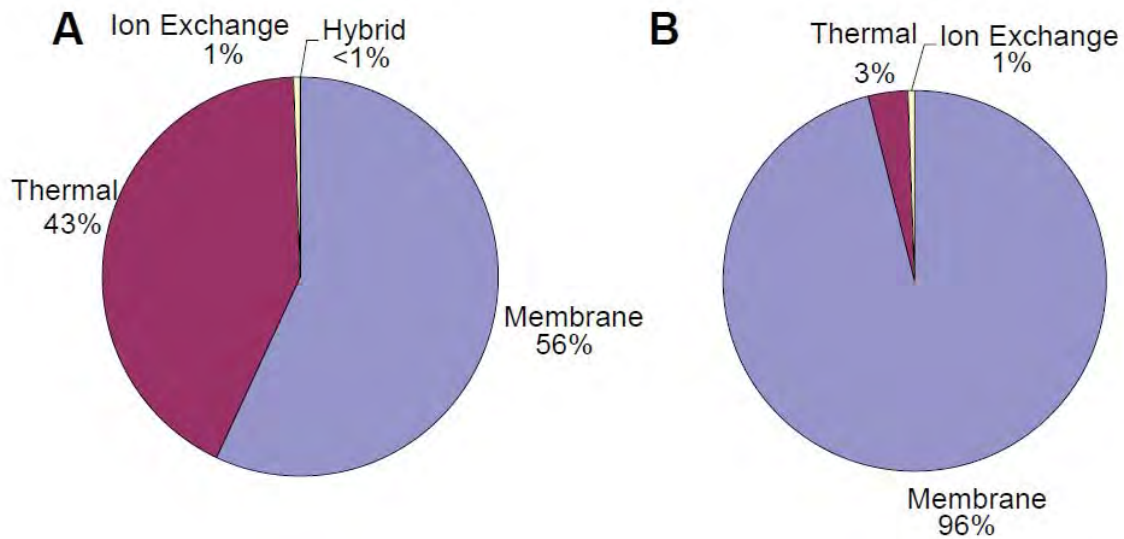 A
Ion Exchange
1%
Hybrid
<1%
Thermal
43%
Membrane
56%
B
Thermal
3%
Ion Exchange
1%
Membrane
96%